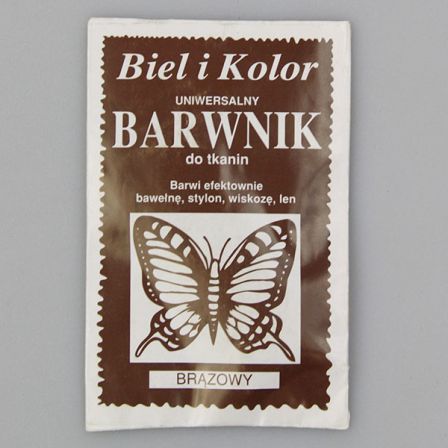 Biel i Kolor
UNIWERSALNY
BARWNIK
do tkanin
Barwi efektownie
bawełnę, stylon, wiskozę, len
BRĄZOWY